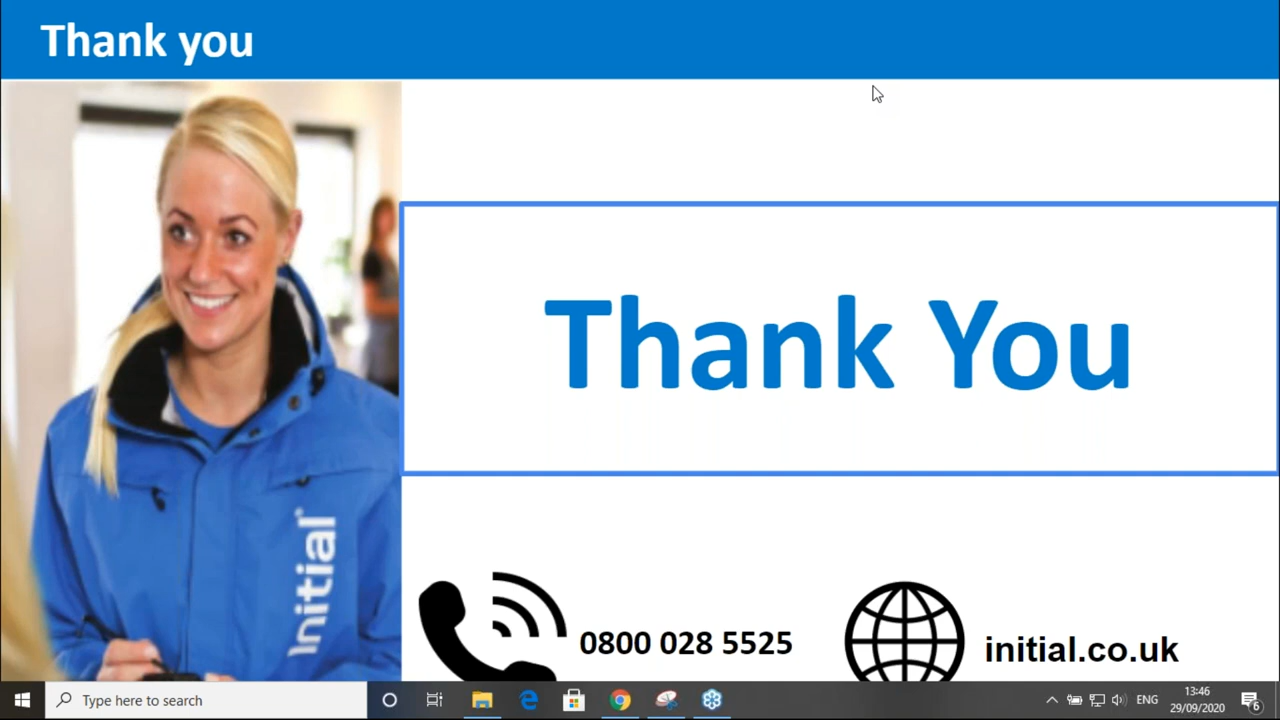 Thank you
Thank You
Initial
0800 028 5525
initial.co.uk
Type here to search
ENG
13:46
29/09/2020
6